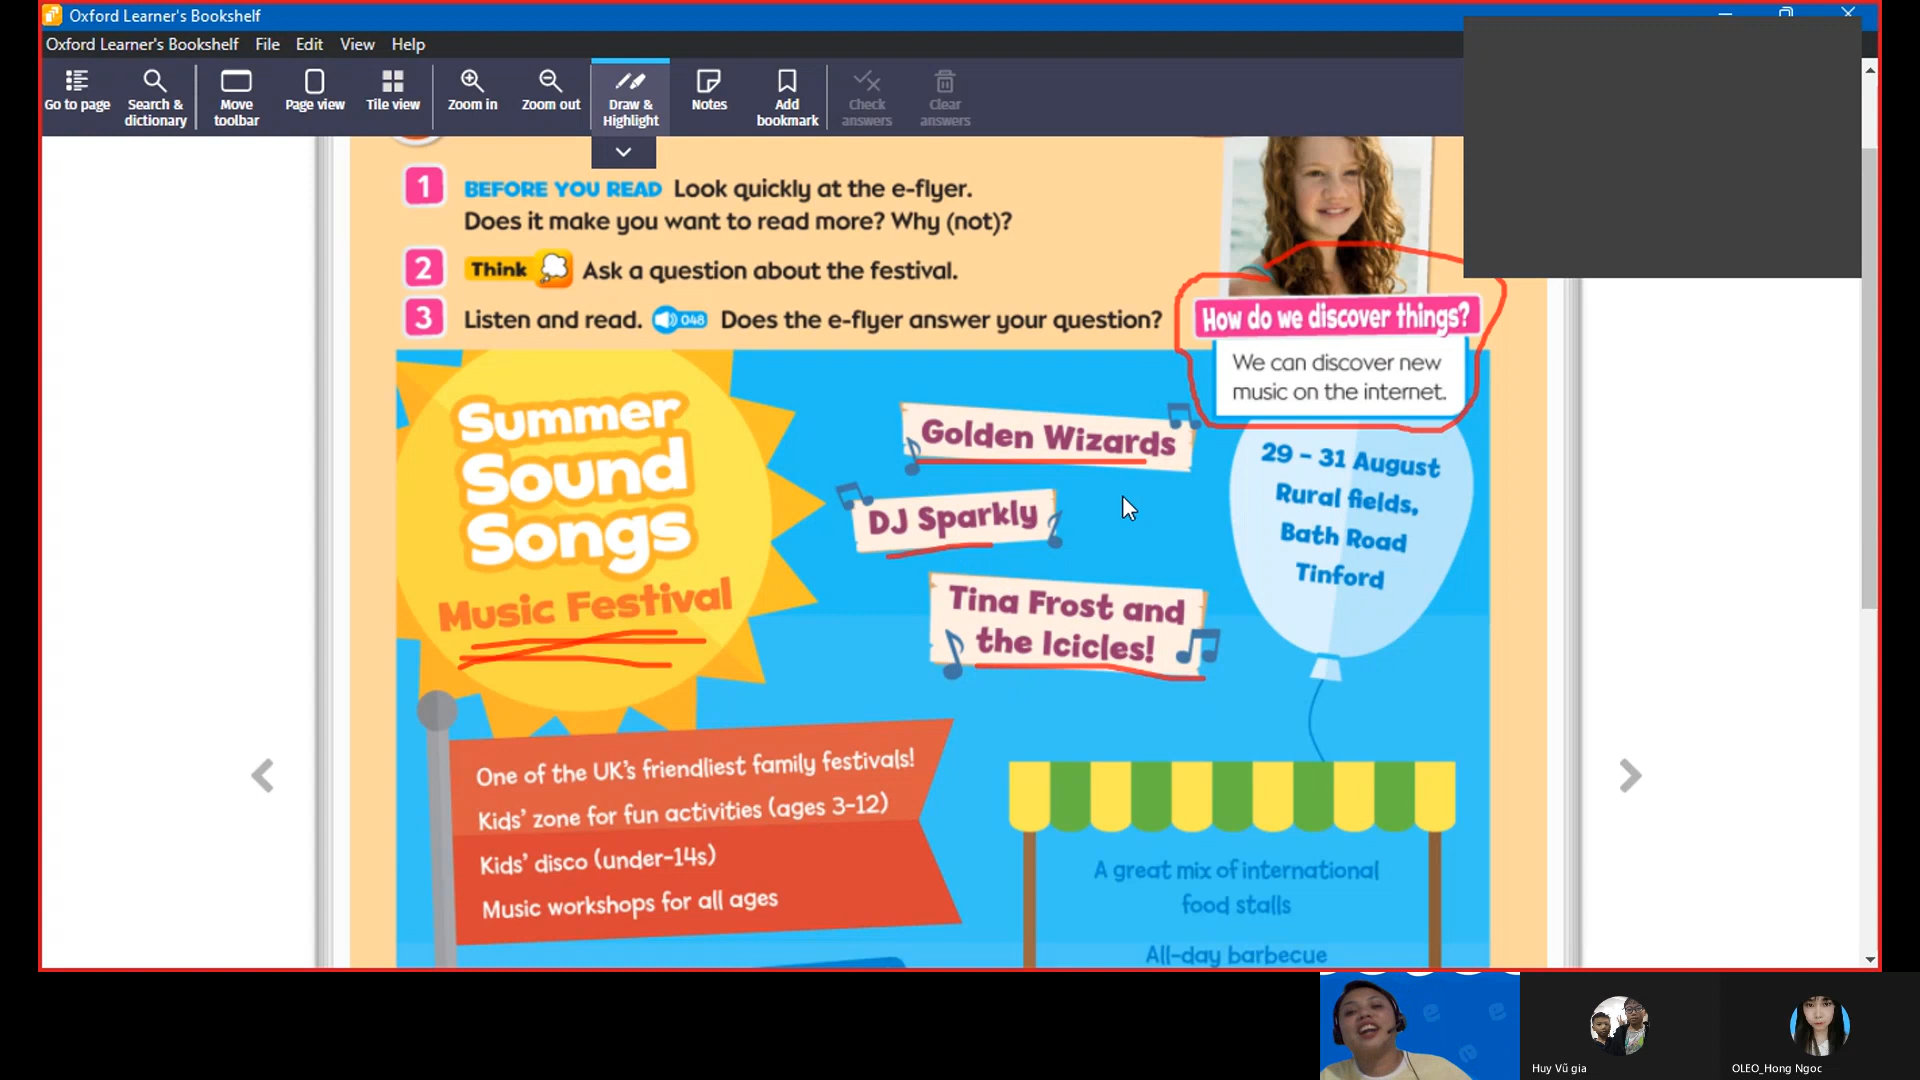 Oxford Learner's Bookshelf
Oxford Learner's Bookshelf File Edit View Help
Go to page
Search & dictionary
Move toolbar
Page view
Tile view
Zoom in
Zoom out
Draw & Highlight
Notes
Add bookmark
Check answers
Clear answers
1 BEFORE YOU READ Look quickly at the e-flyer.
Does it make you want to read more? Why (not)?
2 Think Ask a question about the festival.
3 Listen and read. 048 Does the e-flyer answer your question?
How do we discover things?
We can discover new
music on the internet.
Summer
Sound
Songs
Music Festival
Golden Wizards
DJ Sparkly
Tina Frost and
the Icicles!
29 – 31 August
Rural fields,
Bath Road
Tinford
One of the UK's friendliest family festivals!
Kids' zone for fun activities (ages 3–12)
Kids' disco (under-14s)
Music workshops for all ages
A great mix of international
food stalls
All-day barbecue
Huy Vũ gia
OLEO_Hong Ngoc